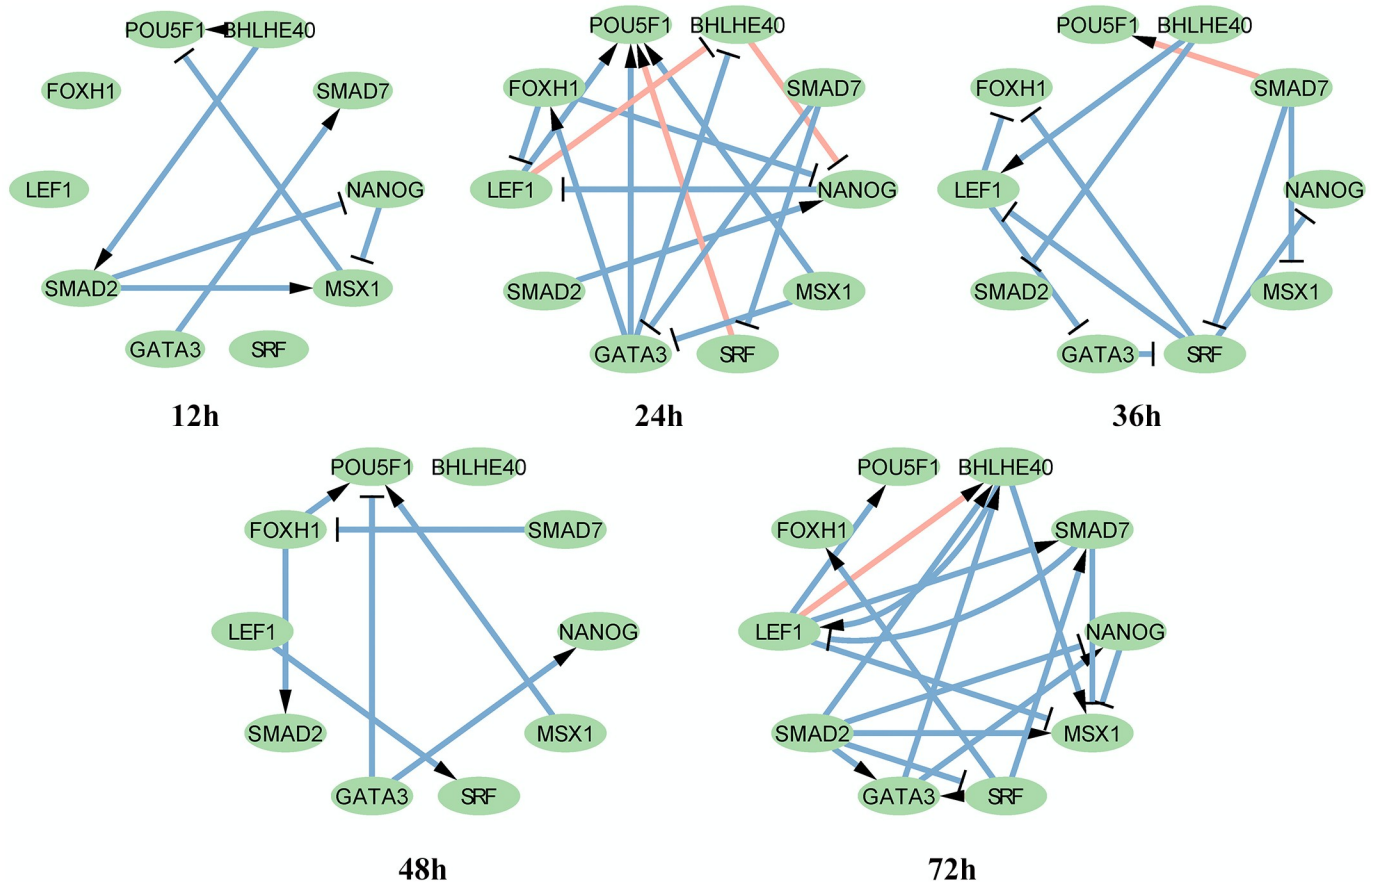 POU5F1 BHLHE40
FOXH1 SMAD7
LEF1 NANOG
SMAD2 MSX1
GATA3 SRF
12h
POU5F1 BHLHE40
FOXH1 SMAD7
LEF1 NANOG
SMAD2 MSX1
GATA3 SRF
24h
POU5F1 BHLHE40
FOXH1 SMAD7
LEF1 NANOG
SMAD2 MSX1
GATA3 SRF
36h
POU5F1 BHLHE40
FOXH1 SMAD7
LEF1 NANOG
SMAD2 MSX1
GATA3 SRF
48h
POU5F1 BHLHE40
FOXH1 SMAD7
LEF1 NANOG
SMAD2 MSX1
GATA3 SRF
72h